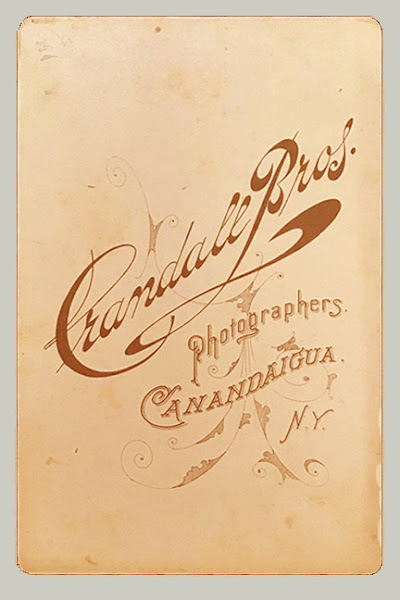 Crandall Bros.
Photographers.
CANANDAIGUA.
N.Y.